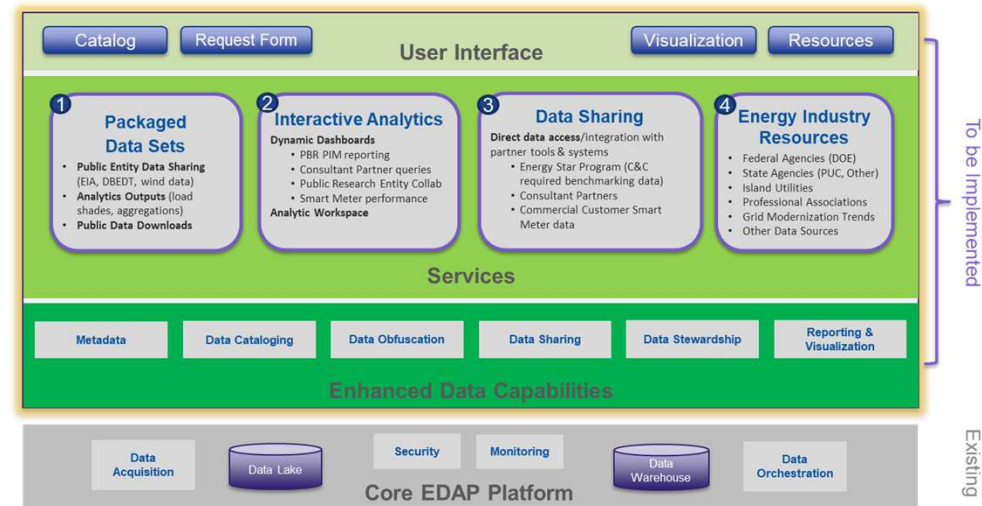 Catalog
Request Form
User Interface
Visualization
Resources
1
Packaged
Data Sets
• Public Entity Data Sharing
(EIA, DBEDT, wind data)
• Analytics Outputs (load
shades, aggregations)
• Public Data Downloads
2
Interactive Analytics
Dynamic Dashboards
• PBR PIM reporting
• Consultant Partner queries
• Public Research Entity Collab
• Smart Meter performance
Analytic Workspace
3
Data Sharing
Direct data access/integration with
partner tools & systems
• Energy Star Program (C&C
required benchmarking data)
• Consultant Partners
• Commercial Customer Smart
Meter data
4
Energy Industry
Resources
• Federal Agencies (DOE)
• State Agencies (PUC, Other)
• Island Utilities
• Professional Associations
• Grid Modernization Trends
• Other Data Sources
Services
To be Implemented
Metadata
Data Cataloging
Data Obfuscation
Data Sharing
Data Stewardship
Reporting &
Visualization
Enhanced Data Capabilities
Data
Acquisition
Data Lake
Security
Monitoring
Data
Warehouse
Data
Orchestration
Core EDAP Platform
Existing